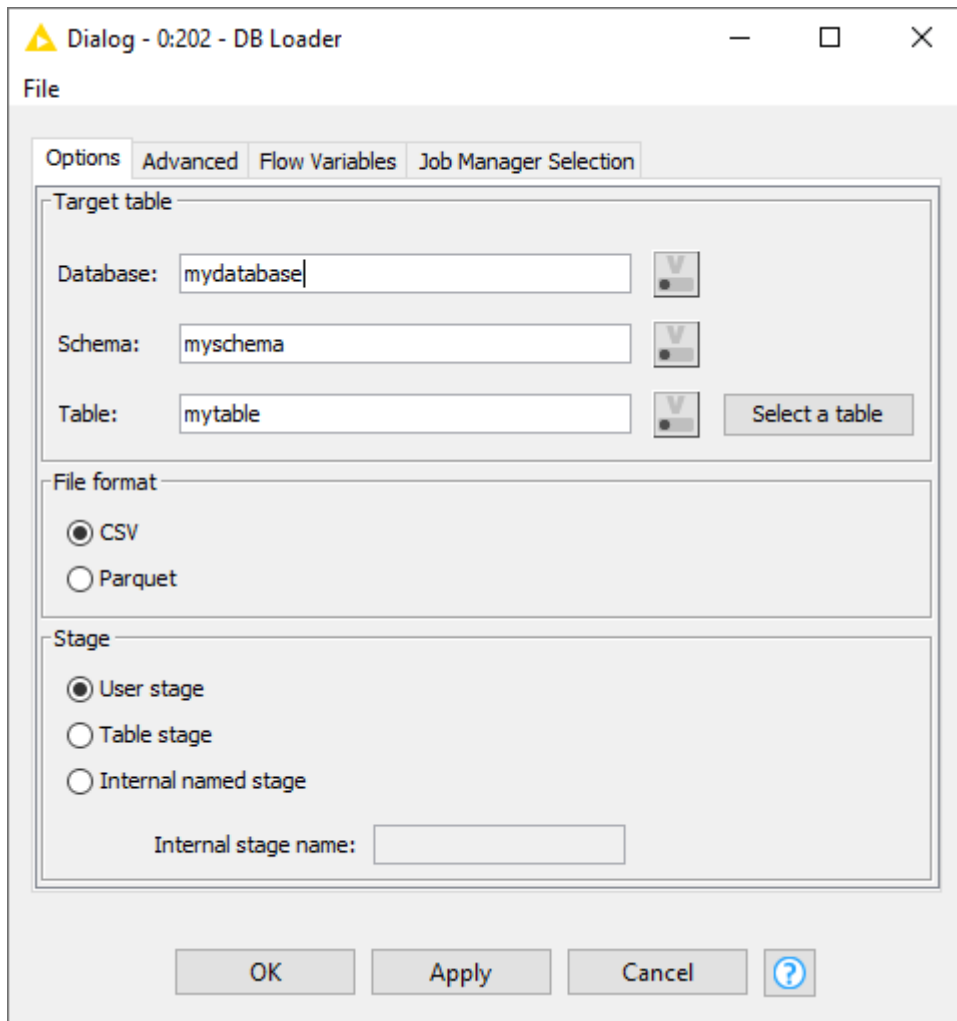 Dialog - 0:202 - DB Loader
File
Options Advanced Flow Variables Job Manager Selection
Target table
Database: mydatabase V
Schema: myschema V
Table: mytable V Select a table
File format
CSV
Parquet
Stage
User stage
Table stage
Internal named stage
Internal stage name:
OK Apply Cancel ?